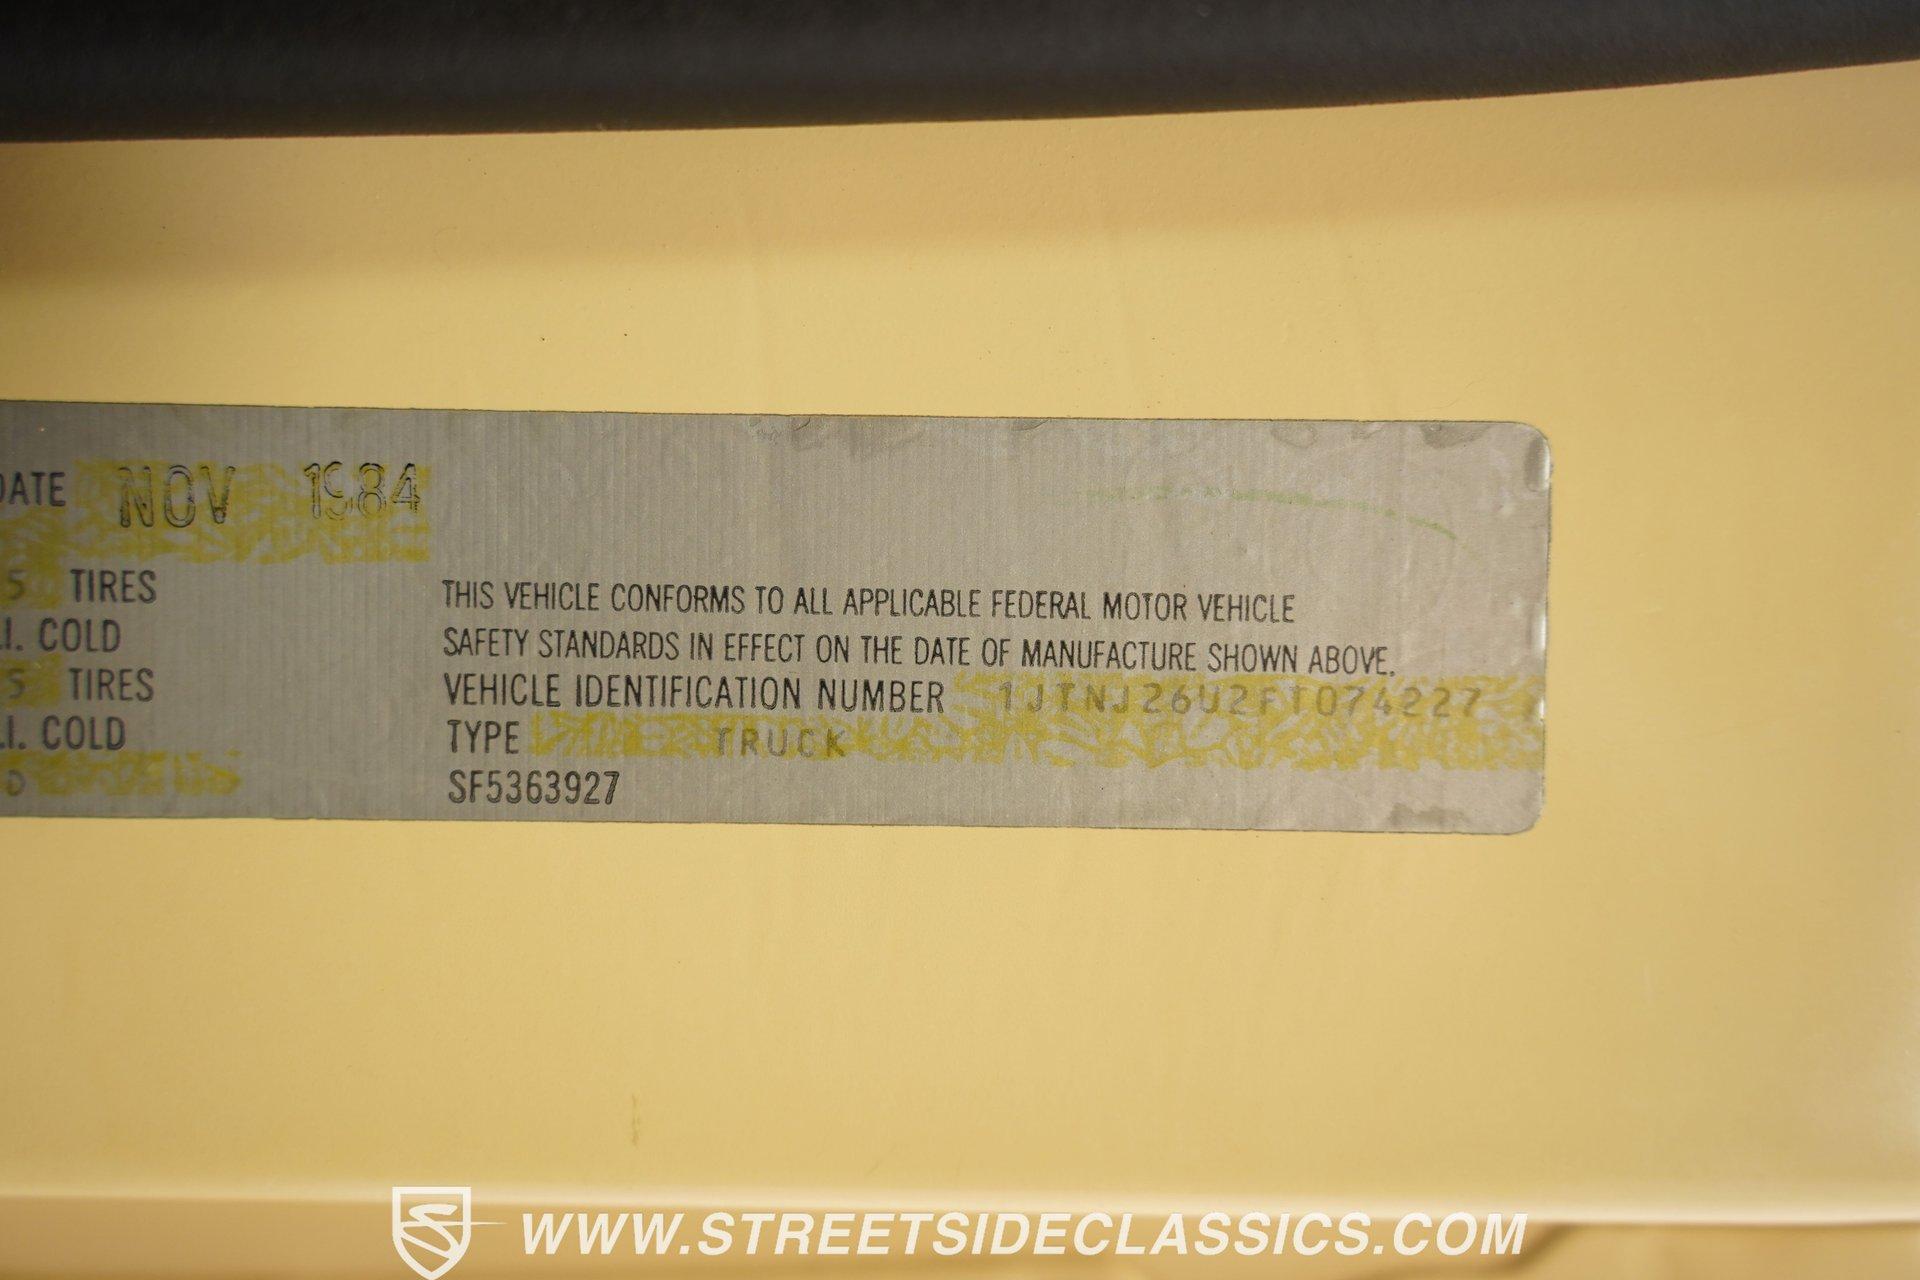 DATE NOV 1984
5 TIRES
.I. COLD
5 TIRES
.I. COLD
D
THIS VEHICLE CONFORMS TO ALL APPLICABLE FEDERAL MOTOR VEHICLE
SAFETY STANDARDS IN EFFECT ON THE DATE OF MANUFACTURE SHOWN ABOVE.
VEHICLE IDENTIFICATION NUMBER 1JTNJ26U2FT074227
TYPE TRUCK
SF5363927
WWW.STREETSIDECLASSICS.COM